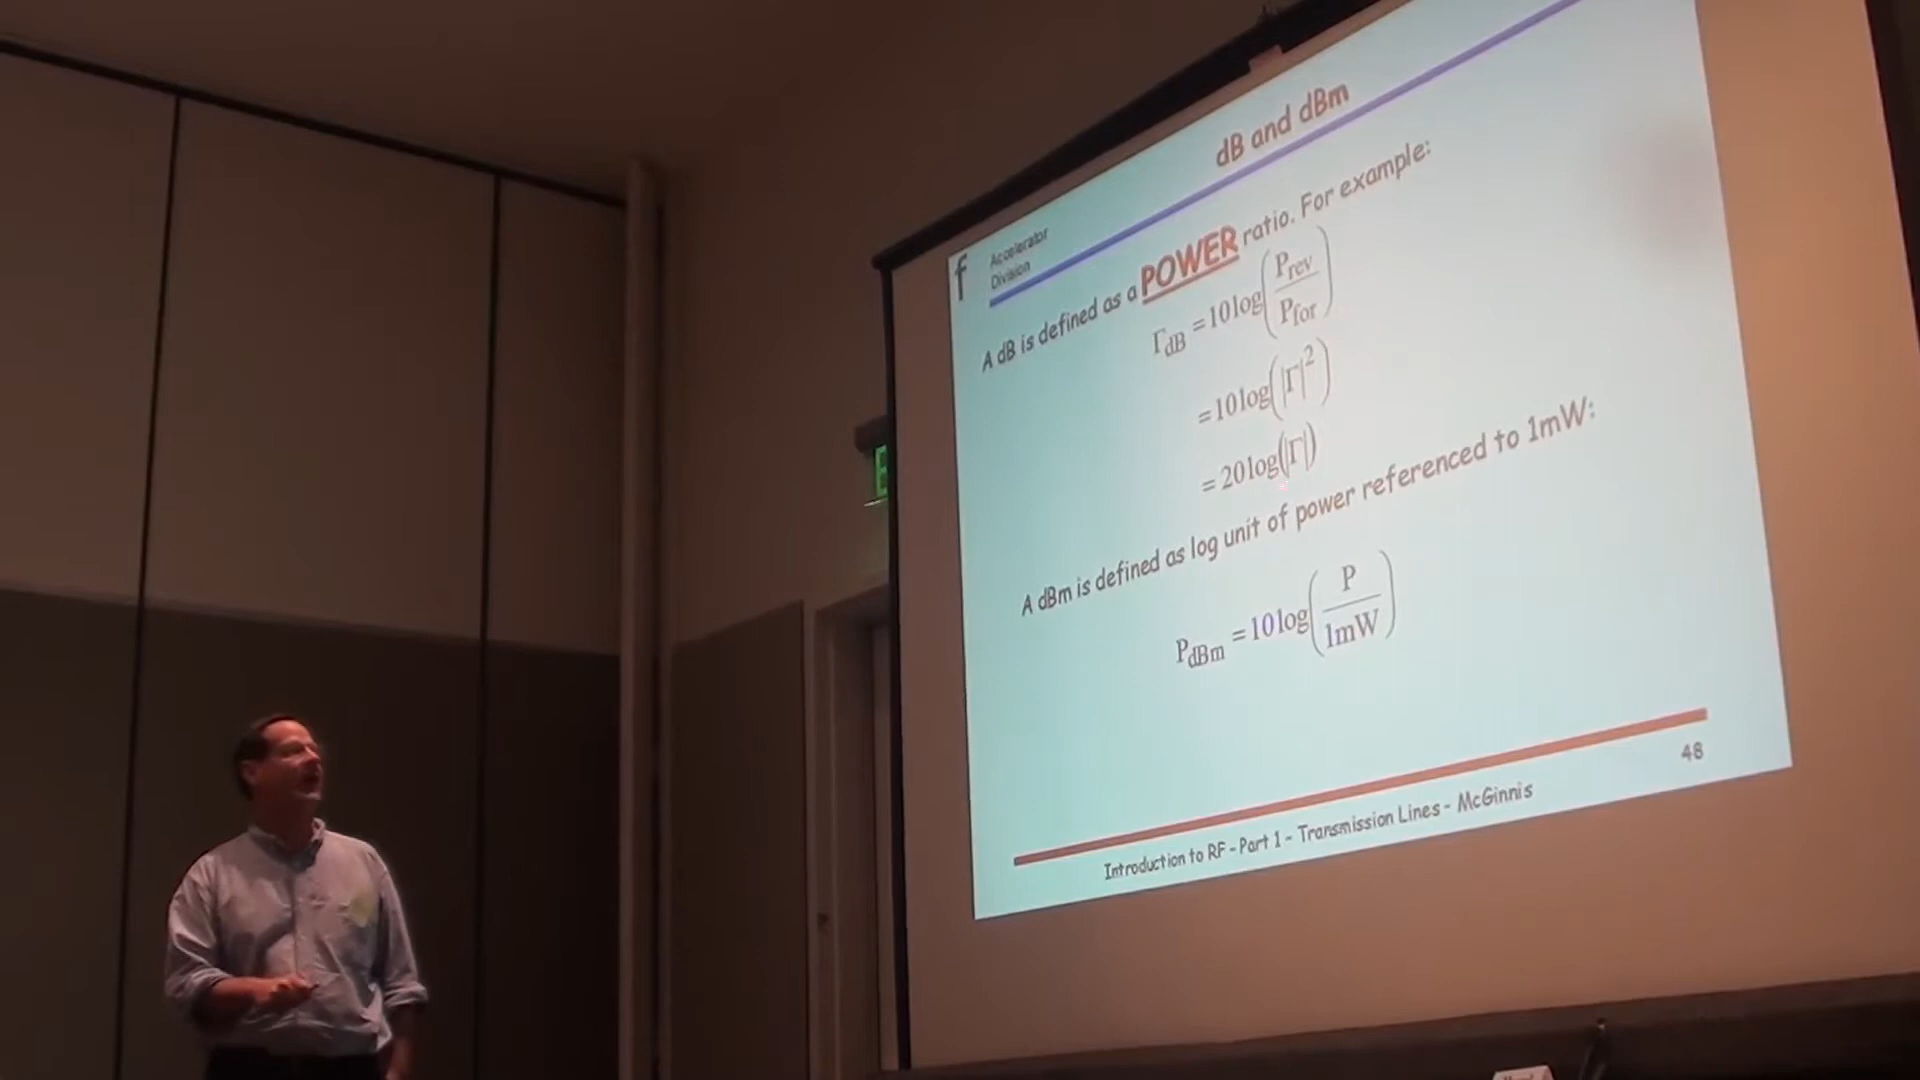 dB and dBm
f Accelerator
Division
A dB is defined as a POWER ratio. For example:
Γ_dB = 10log(P_rev / P_for)
= 10log(|Γ|²)
= 20log(|Γ|)
A dBm is defined as log unit of power referenced to 1mW:
P_dBm = 10log(P / 1mW)
48
Introduction to RF - Part 1 - Transmission Lines - McGinnis
E